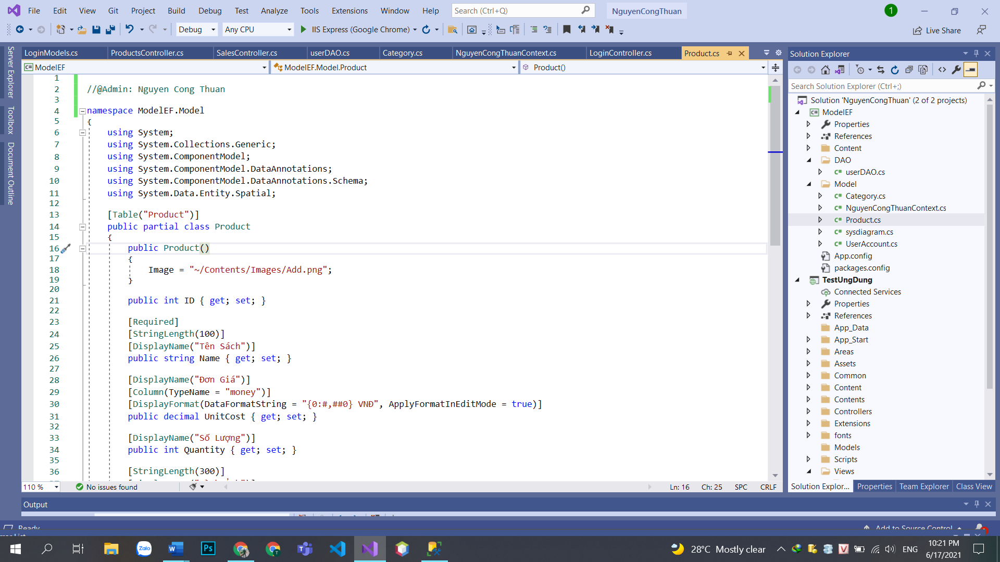 File Edit View Git Project Build Debug Test Analyze Tools Extensions Window Help Search (Ctrl+Q) NguyenCongThuan 1
Debug Any CPU IIS Express (Google Chrome) Live Share
Server Explorer
Toolbox
Document Outline
LoginModels.cs ProductsController.cs SalesController.cs userDAO.cs Category.cs NguyenCongThuanContext.cs LoginController.cs Product.cs
ModelEF ModelEF.Model.Product Product()
1
2 //@Admin: Nguyen Cong Thuan
3
4 namespace ModelEF.Model
5 {
6 using System;
7 using System.Collections.Generic;
8 using System.ComponentModel;
9 using System.ComponentModel.DataAnnotations;
10 using System.ComponentModel.DataAnnotations.Schema;
11 using System.Data.Entity.Spatial;
12
13 [Table("Product")]
14 public partial class Product
15 {
16 public Product()
17 {
18 Image = "~/Contents/Images/Add.png";
19 }
20
21 public int ID { get; set; }
22
23 [Required]
24 [StringLength(100)]
25 [DisplayName("Tên Sách")]
26 public string Name { get; set; }
27
28 [DisplayName("Đơn Giá")]
29 [Column(TypeName = "money")]
30 [DisplayFormat(DataFormatString = "{0:#,##0} VNĐ", ApplyFormatInEditMode = true)]
31 public decimal UnitCost { get; set; }
32
33 [DisplayName("Số Lượng")]
34 public int Quantity { get; set; }
35
36 [StringLength(300)]
110 % No issues found Ln: 16 Ch: 25 SPC CRLF
Solution Explorer
Search Solution Explorer (Ctrl+;)
Solution 'NguyenCongThuan' (2 of 2 projects)
ModelEF
Properties
References
Content
DAO
userDAO.cs
Model
Category.cs
NguyenCongThuanContext.cs
Product.cs
sysdiagram.cs
UserAccount.cs
App.config
packages.config
TestUngDung
Connected Services
Properties
References
App_Data
App_Start
Areas
Assets
Common
Content
Contents
Controllers
Extensions
fonts
Models
Scripts
Views
Solution Explor... Properties Team Explorer Class View
Output
Ready Add to Source Control
Zalo Ps 28°C Mostly clear ENG 10:21 PM
6/17/2021